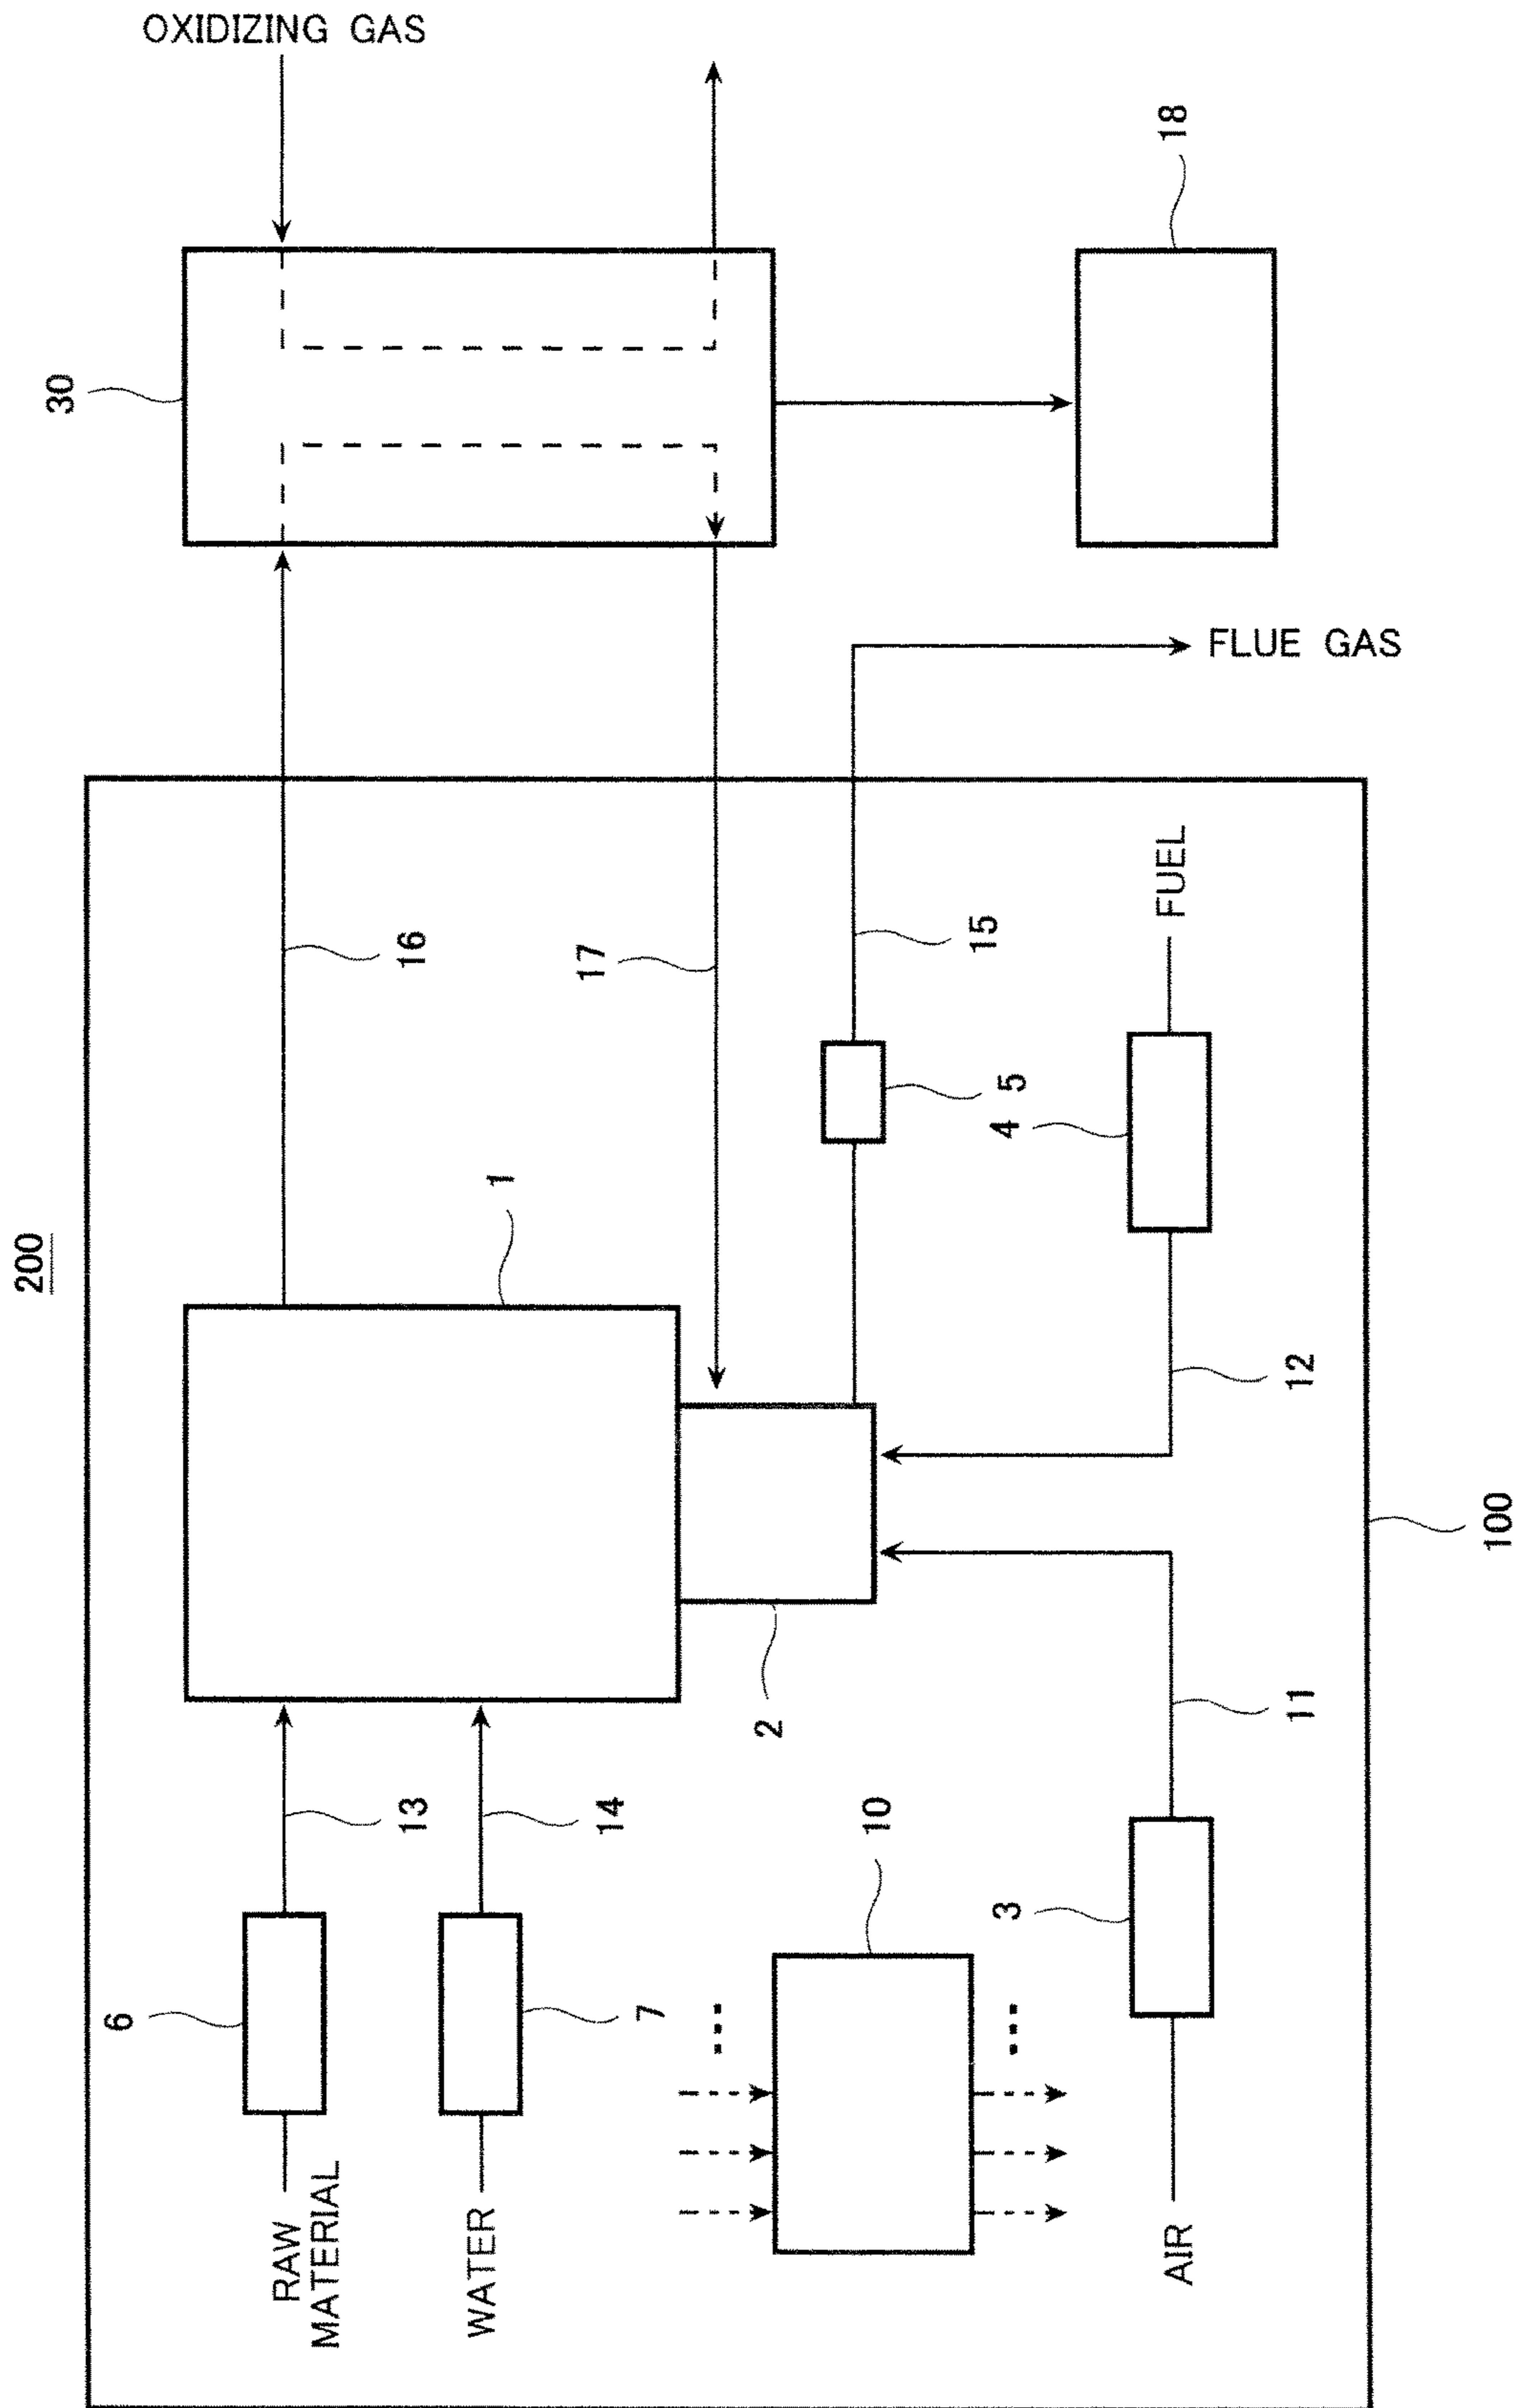 200
OXIDIZING GAS
30
18
FLUE GAS
16
17
15
5
4
FUEL
1
12
2
11
100
13
14
10
3
6
7
RAW
MATERIAL
WATER
AIR